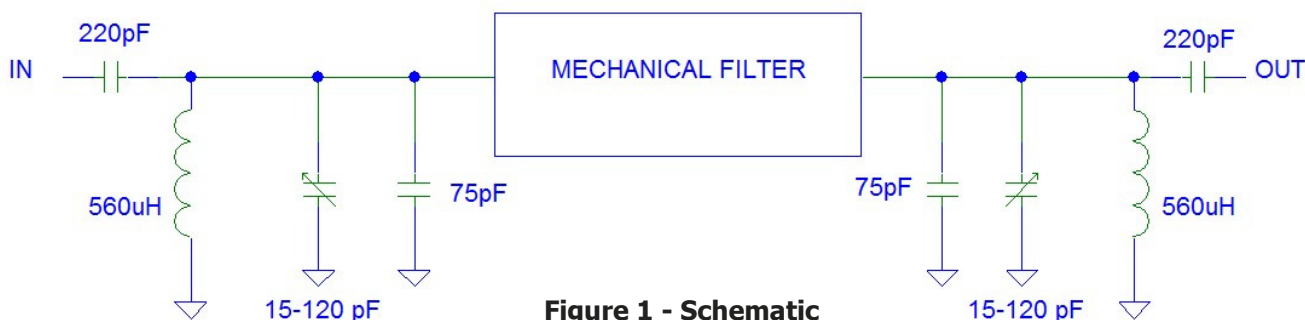 220pF
IN
MECHANICAL FILTER
220pF
OUT
560uH
75pF
75pF
560uH
15-120 pF
Figure 1 - Schematic
15-120 pF